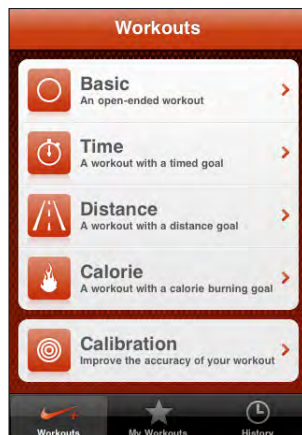 Workouts
Basic
An open-ended workout
Time
A workout with a timed goal
Distance
A workout with a distance goal
Calorie
A workout with a calorie burning goal
Calibration
Improve the accuracy of your workout
Workouts
My Workouts
History